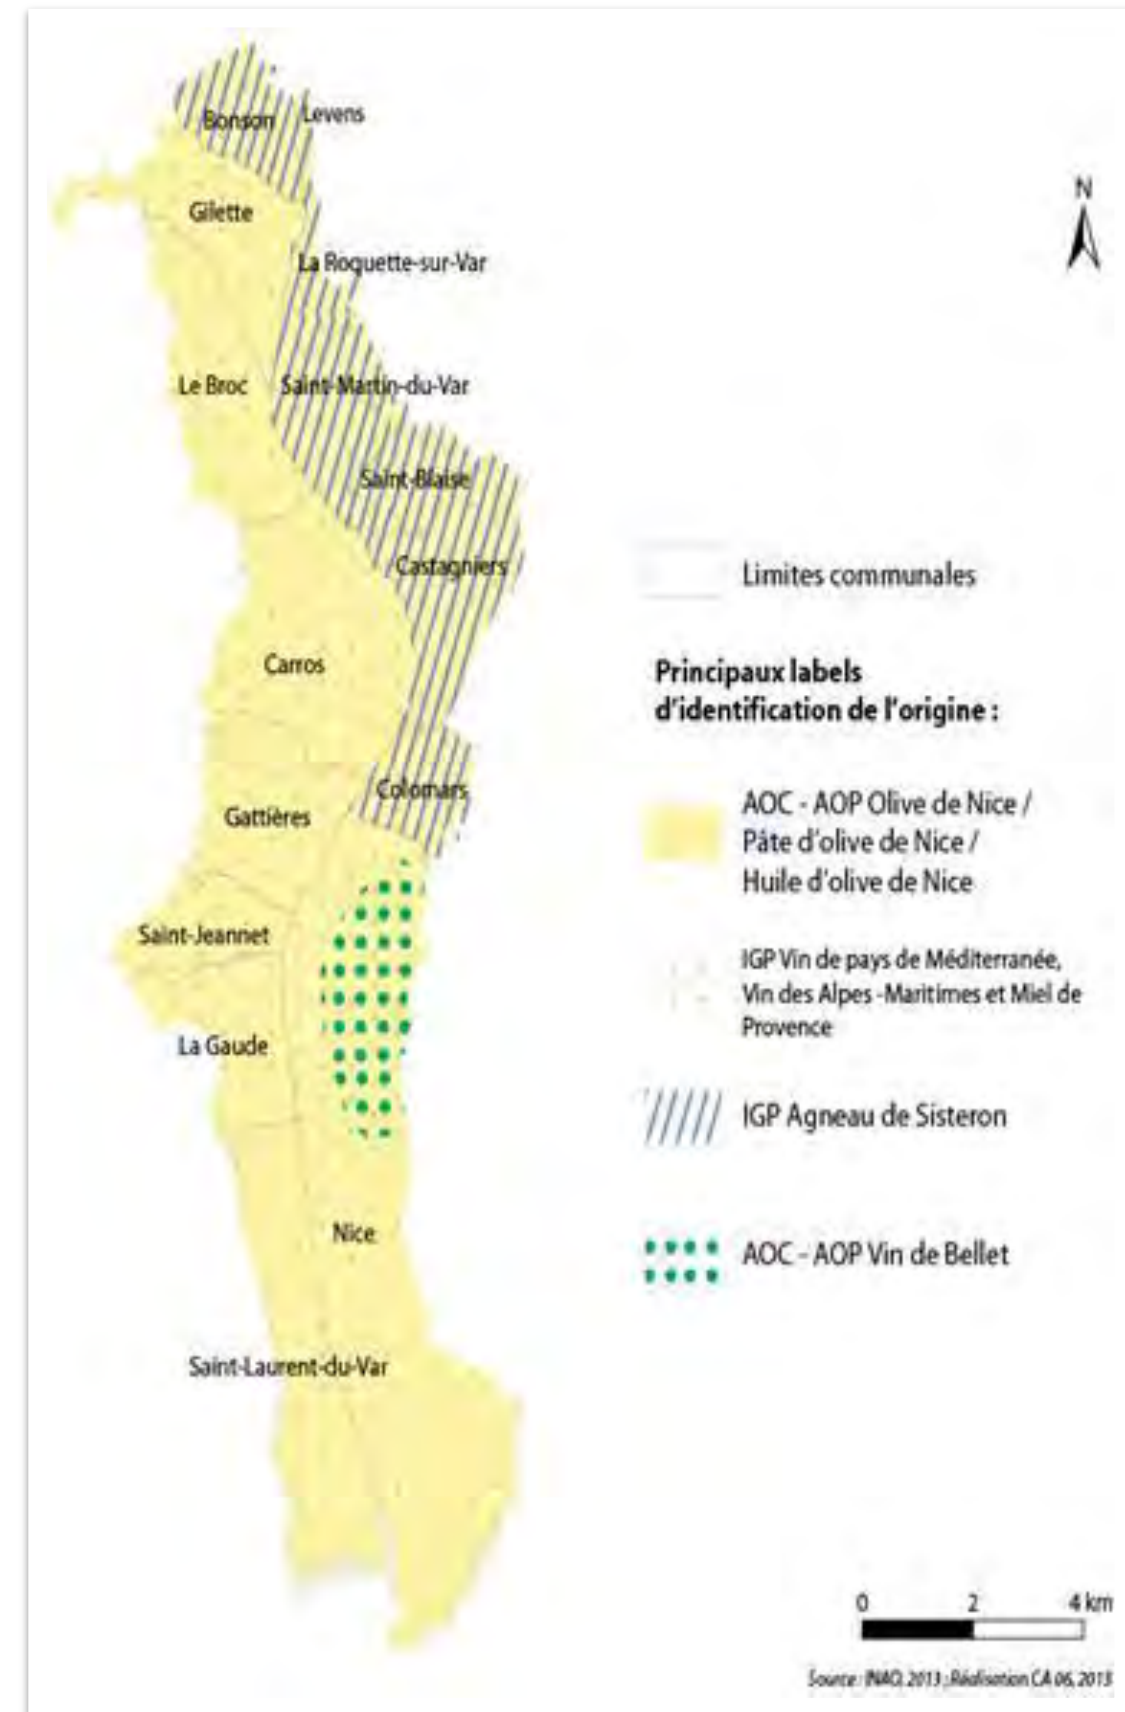 Bonson
Levens
Gilette
N
La Roquette-sur-Var
Le Broc
Saint-Martin-du-Var
Saint-Blaise
Castagniers
Limites communales
Carros
Principaux labels
d'identification de l'origine :
Colomars
Gattières
AOC - AOP Olive de Nice /
Pâte d'olive de Nice /
Huile d'olive de Nice
Saint-Jeannet
IGP Vin de pays de Méditerranée,
Vin des Alpes -Maritimes et Miel de
Provence
La Gaude
IGP Agneau de Sisteron
Nice
AOC - AOP Vin de Bellet
Saint-Laurent-du-Var
0 2 4 km
Source : INAO, 2013 ; Réalisation CA 06, 2013